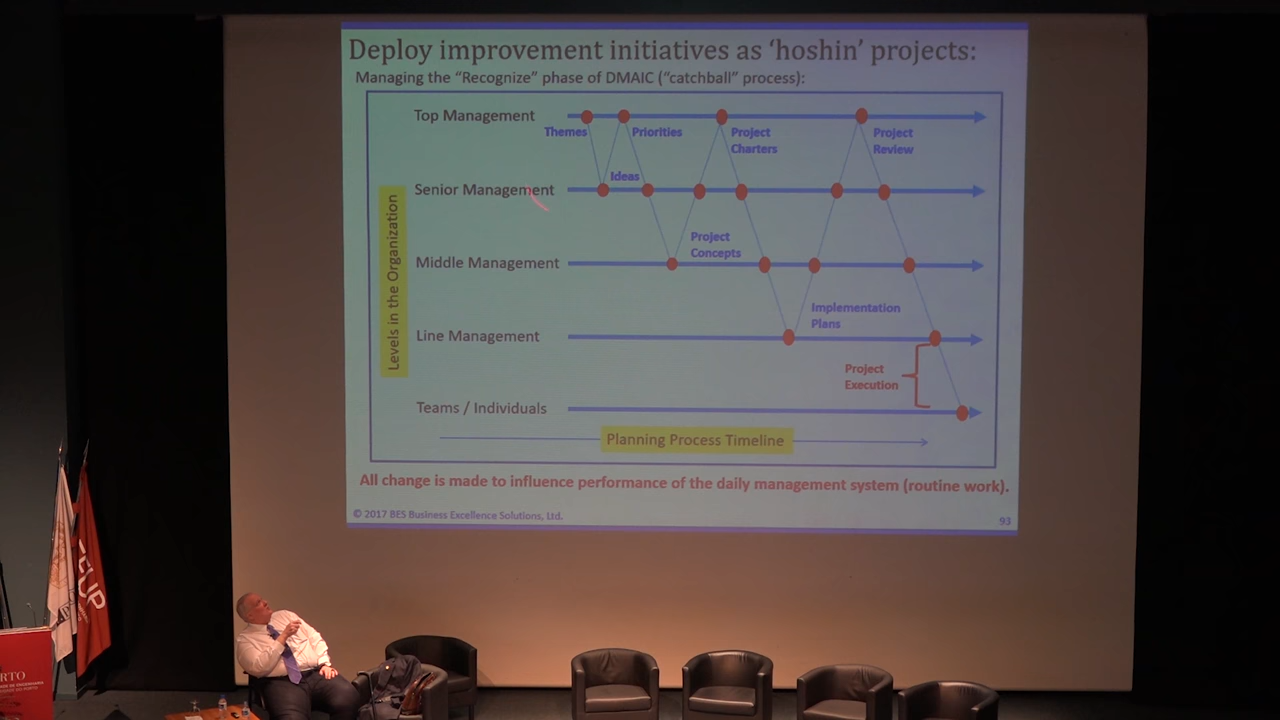 Deploy improvement initiatives as ‘hoshin’ projects:
Managing the “Recognize” phase of DMAIC (“catchball” process):
Levels in the Organization
Top Management
Themes
Priorities
Project
Charters
Project
Review
Senior Management
Ideas
Middle Management
Project
Concepts
Line Management
Implementation
Plans
Project
Execution
Teams / Individuals
Planning Process Timeline
All change is made to influence performance of the daily management system (routine work).
© 2017 BES Business Excellence Solutions, Ltd.
93